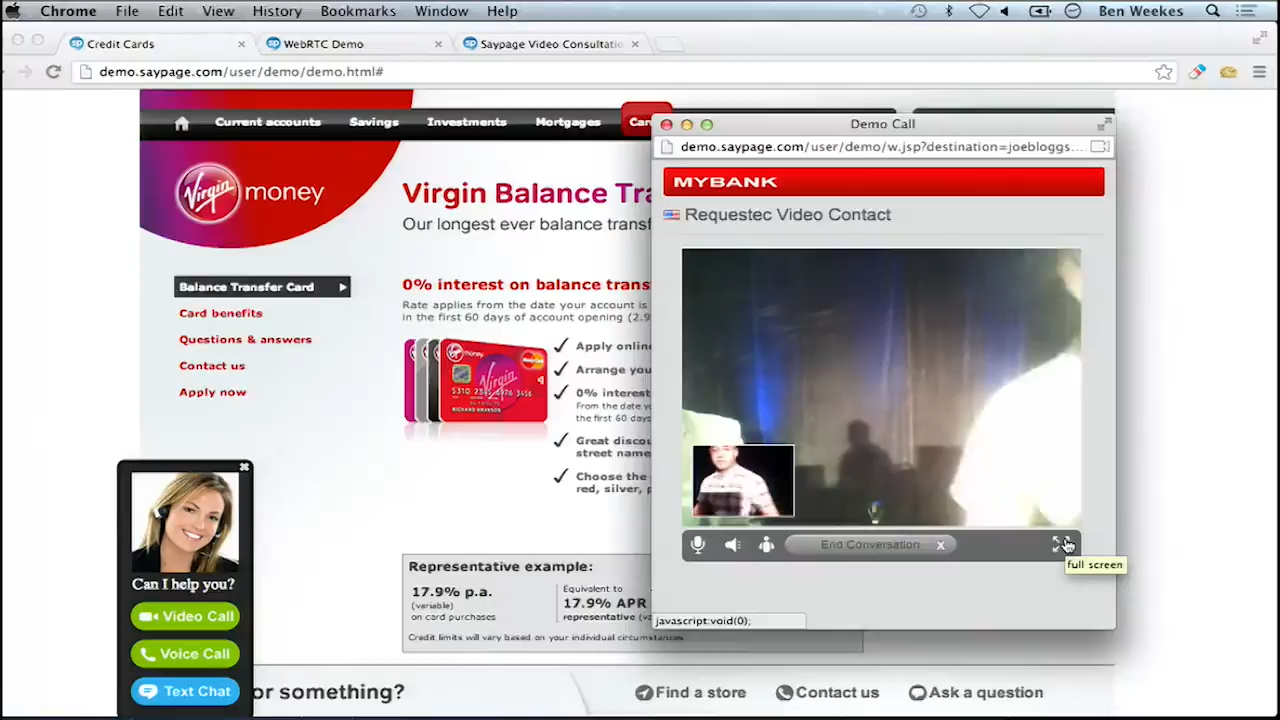 Chrome File Edit View History Bookmarks Window Help Ben Weekes
Credit Cards WebRTC Demo Saypage Video Consultatio
demo.saypage.com/user/demo/demo.html#
Current accounts Savings Investments Mortgages Car
Virgin money
Virgin Balance Tra
Our longest ever balance transf
Balance Transfer Card
Card benefits
Questions & answers
Contact us
Apply now
0% interest on balance trans
Rate applies from the date your account is
in the first 60 days of account opening (2.9
Apply onlin
Arrange you
0% interest
From the date y
the first 60 days
Great discou
street name
Choose the
red, silver, p
Representative example:
17.9% p.a.
(variable)
on card purchases
Equivalent to
17.9% APR
representative (va
Credit limits will vary based on your individual circumstances
Demo Call
demo.saypage.com/user/demo/w.jsp?destination=joebloggs...
MYBANK
Requestec Video Contact
End Conversation X
full screen
javascript:void(0);
Can I help you?
Video Call
Voice Call
Text Chat
or something?
Find a store Contact us Ask a question